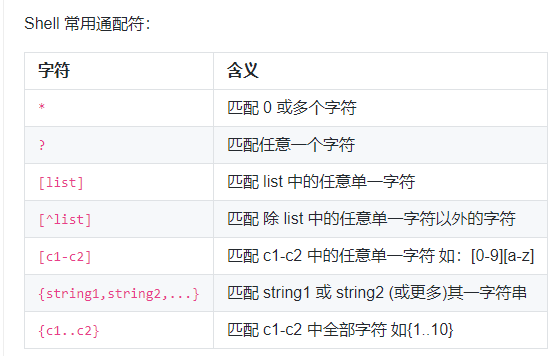 Shell 常用通配符：
字符 含义
* 匹配 0 或多个字符
? 匹配任意一个字符
[list] 匹配 list 中的任意单一字符
[^list] 匹配 除 list 中的任意单一字符以外的字符
[c1-c2] 匹配 c1-c2 中的任意单一字符 如：[0-9][a-z]
{string1,string2,...} 匹配 string1 或 string2 (或更多)其一字符串
{c1..c2} 匹配 c1-c2 中全部字符 如{1..10}